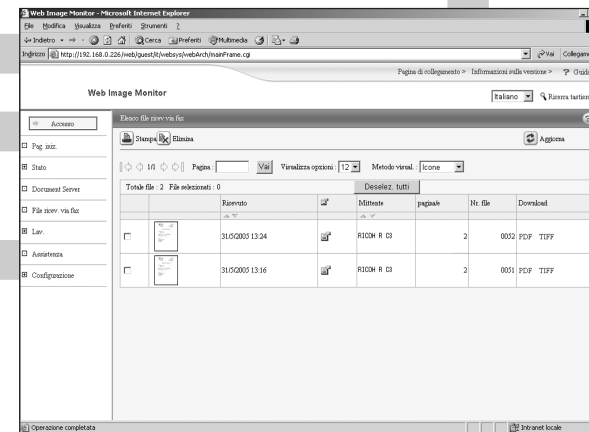 Web Image Monitor - Microsoft Internet Explorer
File Modifica Visualizza Preferiti Strumenti ?
Indietro Cerca Preferiti Multimedia
Indirizzo http://192.168.0.226/web/guest/it/websys/webArch/mainFrame.cgi Vai Collegame
Pagina di collegamento > Informazioni sulla versione > ? Guida
Web Image Monitor
Italiano Ricerca tastier
Accesso
Elenco file ricev via fax
?
Stampa Elimina Aggiorna
Pag. iniz.
Stato
Document Server
File ricev. via fax
Lav.
Assistenza
Configurazione
1/1 Pagina : Vai Visualizza opzioni : 12 Metodo visual. : Icone
Totale file : 2 File selezionati : 0 Deselez. tutti
Ricevuto Mittente pagina/e Nr. file Download
31/5/2005 13:24 RICOH R C3 2 0052 PDF TIFF
31/5/2005 13:16 RICOH R C3 2 0051 PDF TIFF
Operazione completata Intranet locale